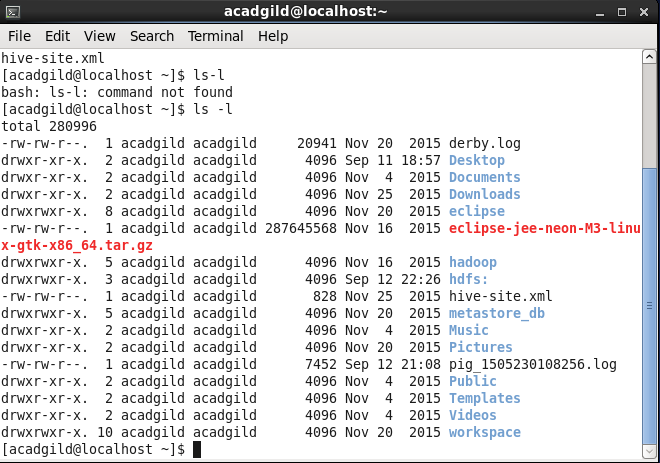 acadgild@localhost:~
File Edit View Search Terminal Help
hive-site.xml
[acadgild@localhost ~]$ ls-l
bash: ls-l: command not found
[acadgild@localhost ~]$ ls -l
total 280996
-rw-rw-r--.  1 acadgild acadgild     20941 Nov 20  2015 derby.log
drwxr-xr-x.  2 acadgild acadgild      4096 Sep 11 18:57 Desktop
drwxr-xr-x.  2 acadgild acadgild      4096 Nov  4  2015 Documents
drwxr-xr-x.  2 acadgild acadgild      4096 Nov 25  2015 Downloads
drwxrwxr-x.  8 acadgild acadgild      4096 Nov 20  2015 eclipse
-rw-rw-r--.  1 acadgild acadgild 287645568 Nov 16  2015 eclipse-jee-neon-M3-linu
x-gtk-x86_64.tar.gz
drwxrwxr-x.  5 acadgild acadgild      4096 Nov 16  2015 hadoop
drwxrwxr-x.  3 acadgild acadgild      4096 Sep 12 22:26 hdfs:
-rw-rw-r--.  1 acadgild acadgild       828 Nov 25  2015 hive-site.xml
drwxrwxr-x.  5 acadgild acadgild      4096 Nov 20  2015 metastore_db
drwxr-xr-x.  2 acadgild acadgild      4096 Nov  4  2015 Music
drwxr-xr-x.  2 acadgild acadgild      4096 Nov 20  2015 Pictures
-rw-rw-r--.  1 acadgild acadgild      7452 Sep 12 21:08 pig_1505230108256.log
drwxr-xr-x.  2 acadgild acadgild      4096 Nov  4  2015 Public
drwxr-xr-x.  2 acadgild acadgild      4096 Nov  4  2015 Templates
drwxr-xr-x.  2 acadgild acadgild      4096 Nov  4  2015 Videos
drwxrwxr-x. 10 acadgild acadgild      4096 Nov 20  2015 workspace
[acadgild@localhost ~]$